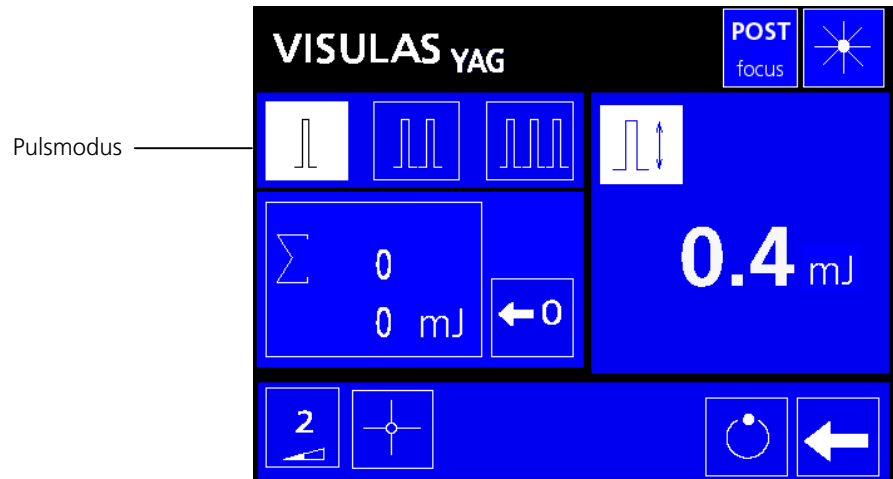 VISULAS YAG
POST
focus
Pulsmodus
Σ 0
0 mJ
0
0.4 mJ
2